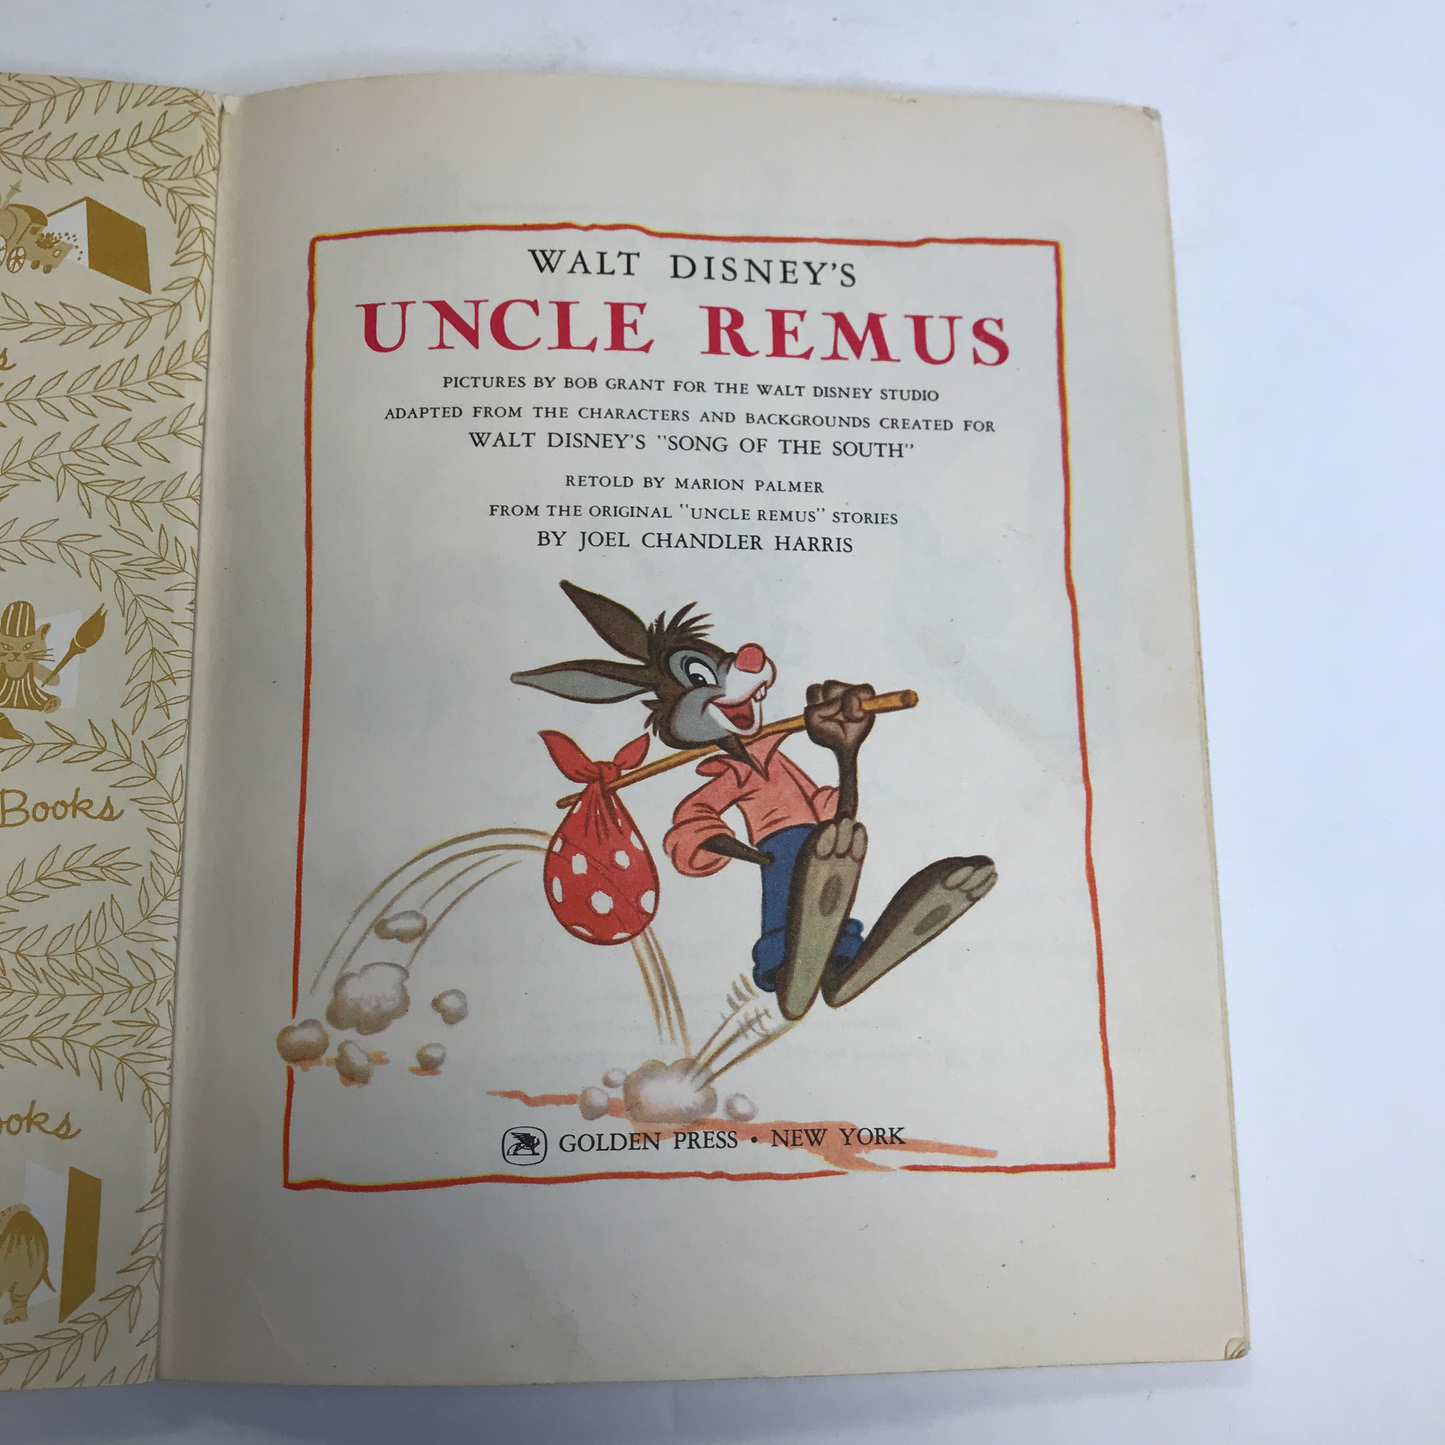 WALT DISNEY'S
UNCLE REMUS
PICTURES BY BOB GRANT FOR THE WALT DISNEY STUDIO
ADAPTED FROM THE CHARACTERS AND BACKGROUNDS CREATED FOR
WALT DISNEY'S "SONG OF THE SOUTH"
RETOLD BY MARION PALMER
FROM THE ORIGINAL "UNCLE REMUS" STORIES
BY JOEL CHANDLER HARRIS
GOLDEN PRESS • NEW YORK
Books